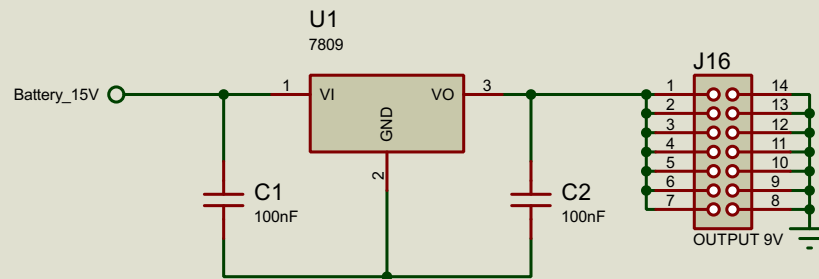 U1
7809
Battery_15V
1
VI
VO
3
GND
2
C1
100nF
C2
100nF
J16
1
14
2
13
3
12
4
11
5
10
6
9
7
8
OUTPUT 9V